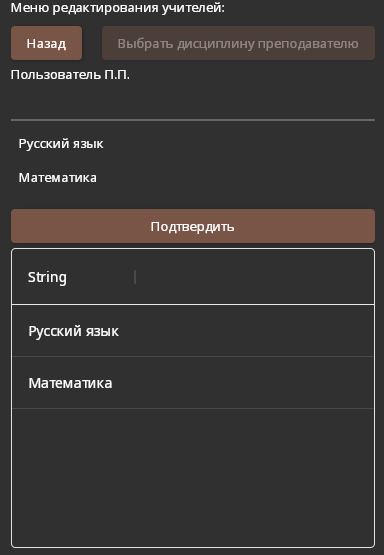 Меню редактирования учителей:
Назад Выбрать дисциплину преподавателю
Пользователь П.П.
Русский язык
Математика
Подтвердить
String
Русский язык
Математика